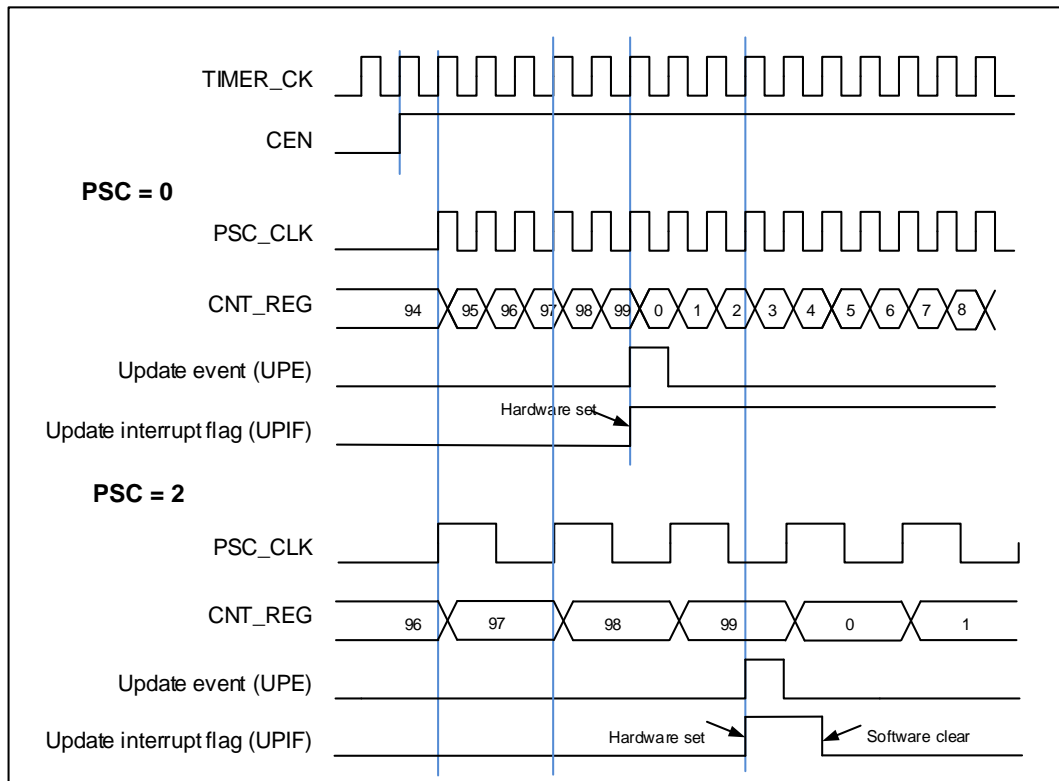 TIMER_CK
CEN
PSC = 0
PSC_CLK
CNT_REG 94 95 96 97 98 99 0 1 2 3 4 5 6 7 8
Update event (UPE)
Hardware set
Update interrupt flag (UPIF)
PSC = 2
PSC_CLK
CNT_REG 96 97 98 99 0 1
Update event (UPE)
Update interrupt flag (UPIF) Hardware set Software clear